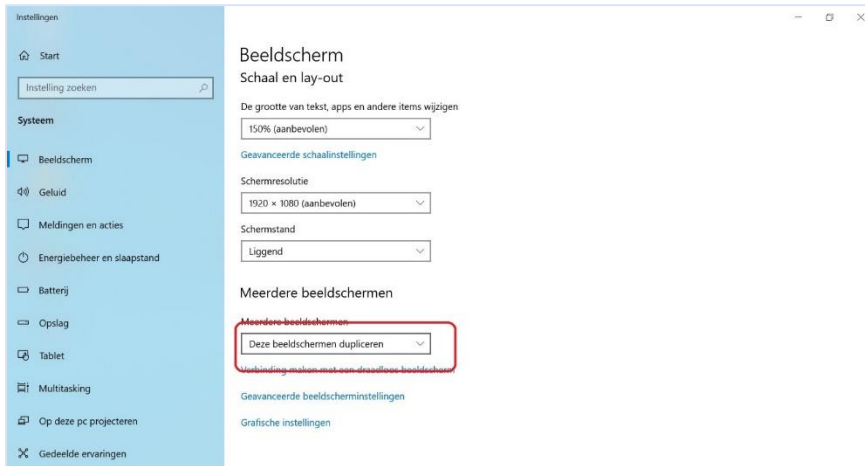 Instellingen
Start
Instelling zoeken
Systeem
Beeldscherm
Geluid
Meldingen en acties
Energiebeheer en slaapstand
Batterij
Opslag
Tablet
Multitasking
Op deze pc projecteren
Gedeelde ervaringen
Beeldscherm
Schaal en lay-out
De grootte van tekst, apps en andere items wijzigen
150% (aanbevolen)
Geavanceerde schaalinstellingen
Schermresolutie
1920 × 1080 (aanbevolen)
Schermstand
Liggend
Meerdere beeldschermen
Meerdere beeldschermen
Deze beeldschermen dupliceren
Verbinding maken met een draadloos beeldscherm
Geavanceerde beeldscherminstellingen
Grafische instellingen